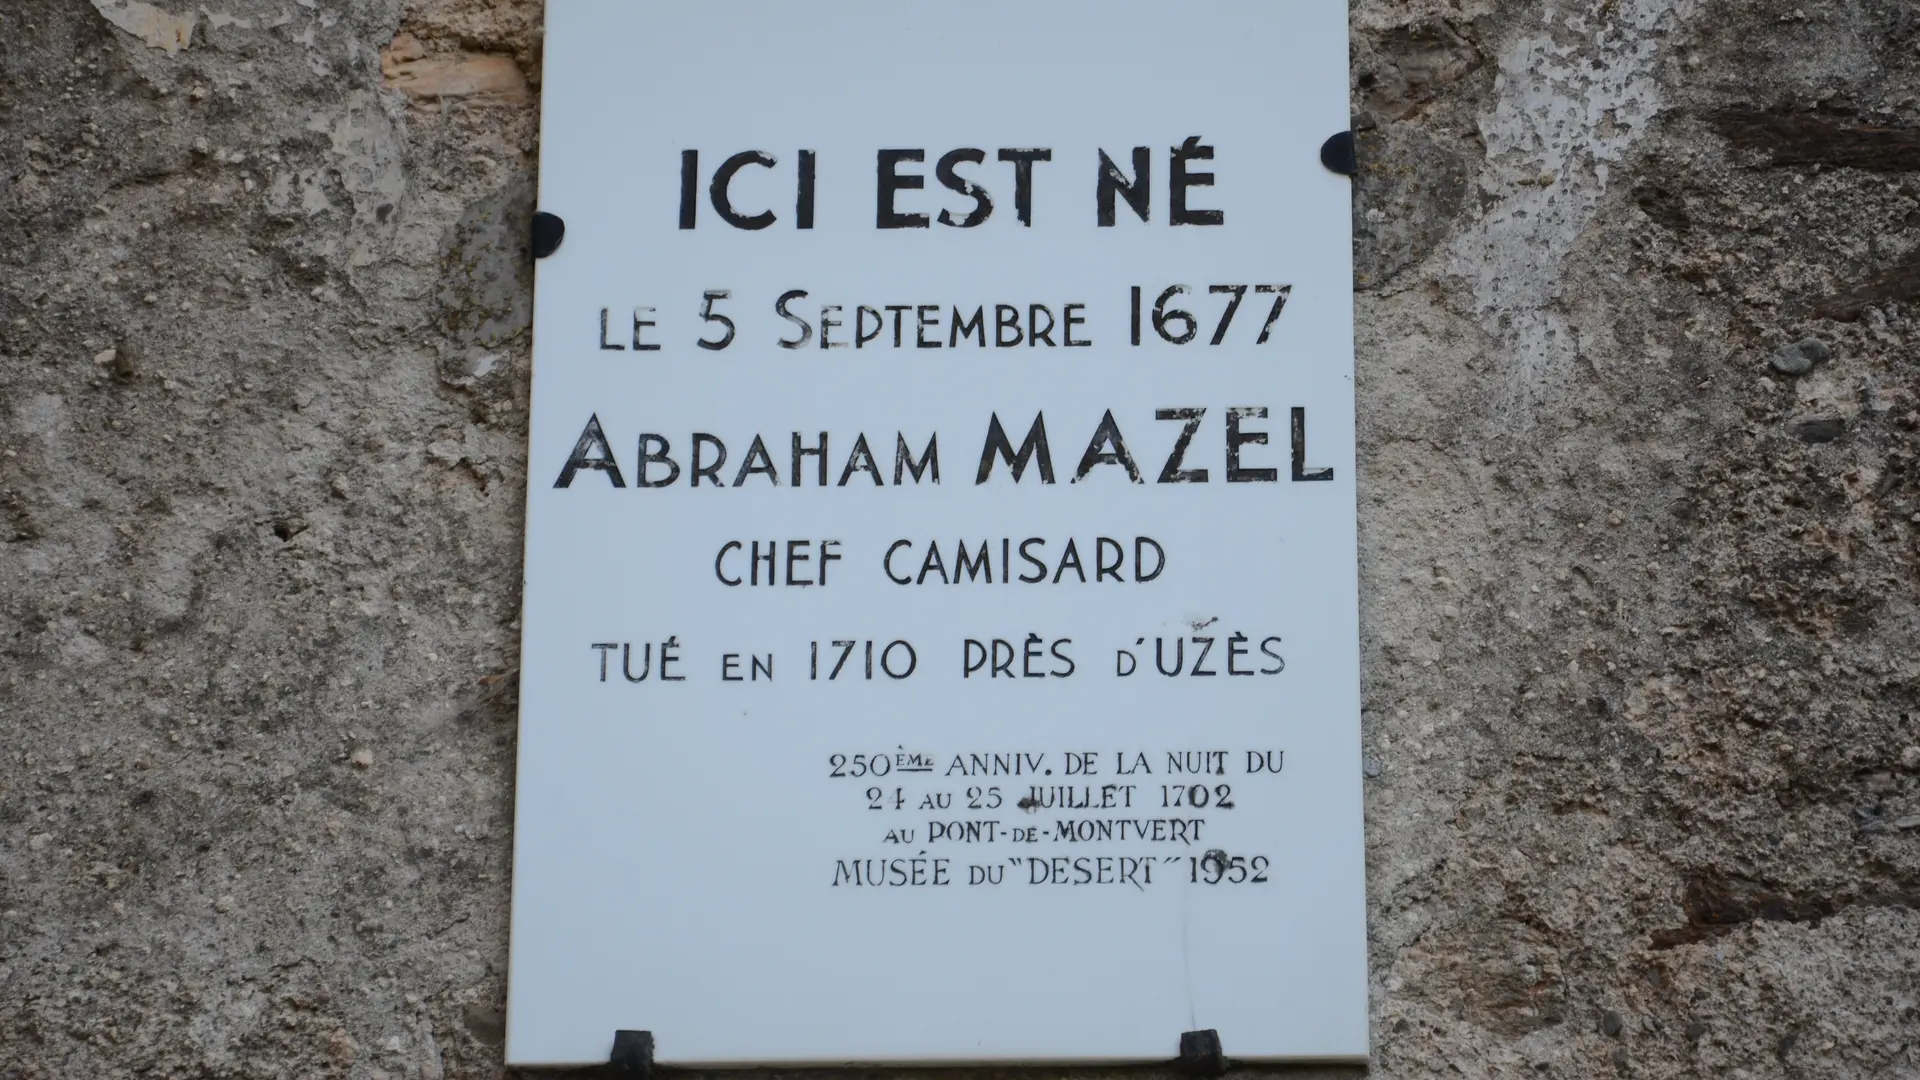 ICI EST NÉ
LE 5 SEPTEMBRE 1677
ABRAHAM MAZEL
CHEF CAMISARD
TUÉ EN 1710 PRÈS D'UZÈS
250ÈME ANNIV. DE LA NUIT DU
24 AU 25 JUILLET 1702
AU PONT-DE-MONTVERT
MUSÉE DU "DESERT" 1952